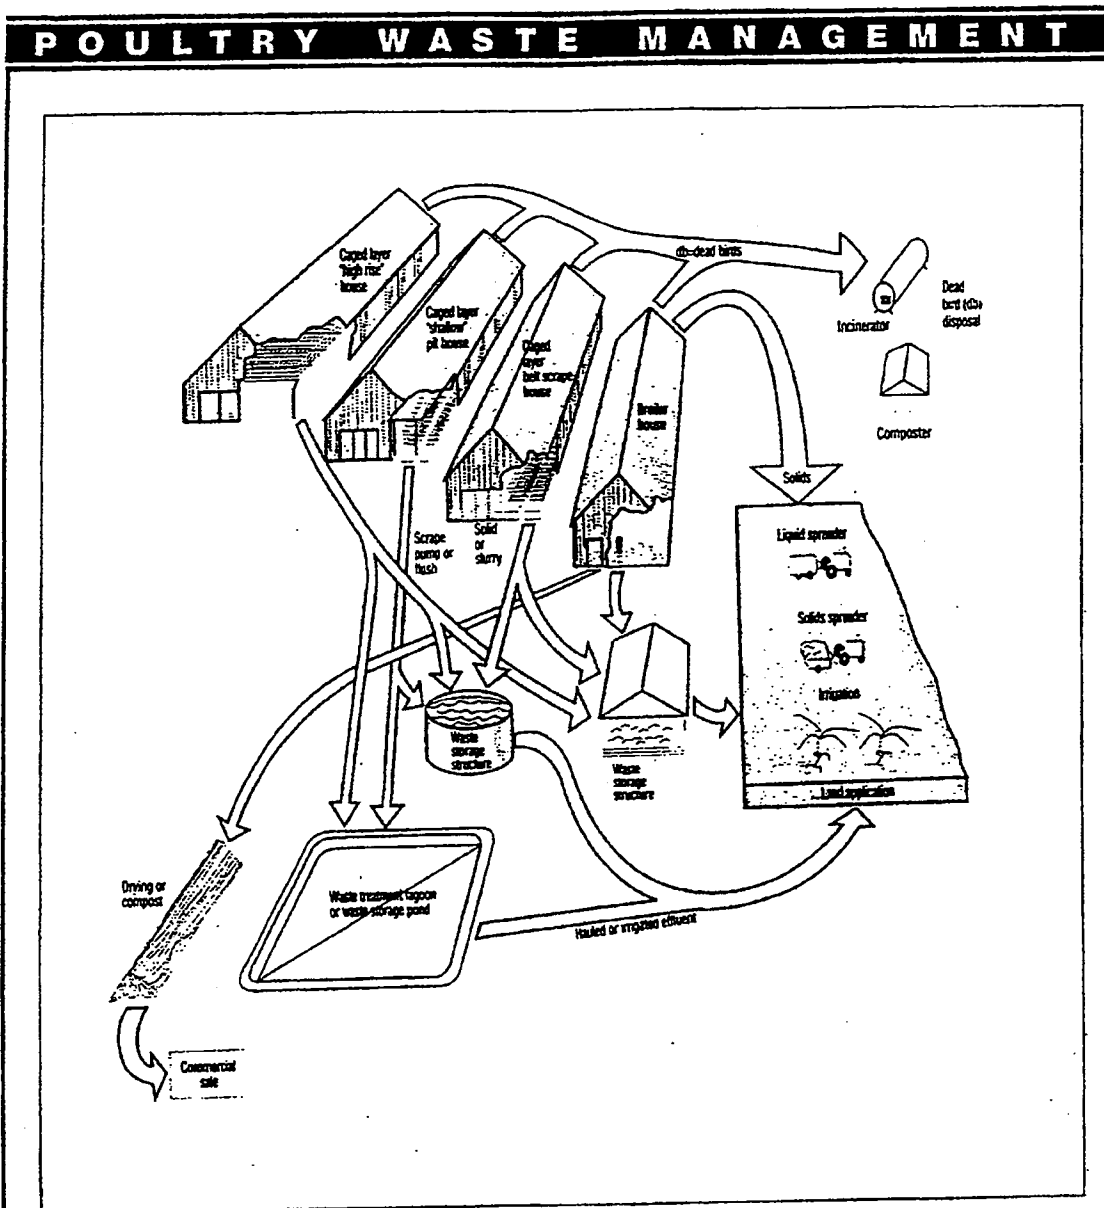 POULTRY WASTE MANAGEMENT
Caged layer
"high rise"
house
Caged layer
"shallow"
pit house
Caged
layer
belt scrape
house
Broiler
house
db=dead birds
Incinerator
Dead
bird (db)
disposal
Composter
Solids
Liquid spreader
Solids spreader
Irrigation
Land application
Scrape
pump or
flush
Solid
or
slurry
Waste
storage
structure
Waste
storage
structure
Drying or
compost
Waste treatment lagoon
or waste storage pond
Hauled or irrigated effluent
Commercial
sale